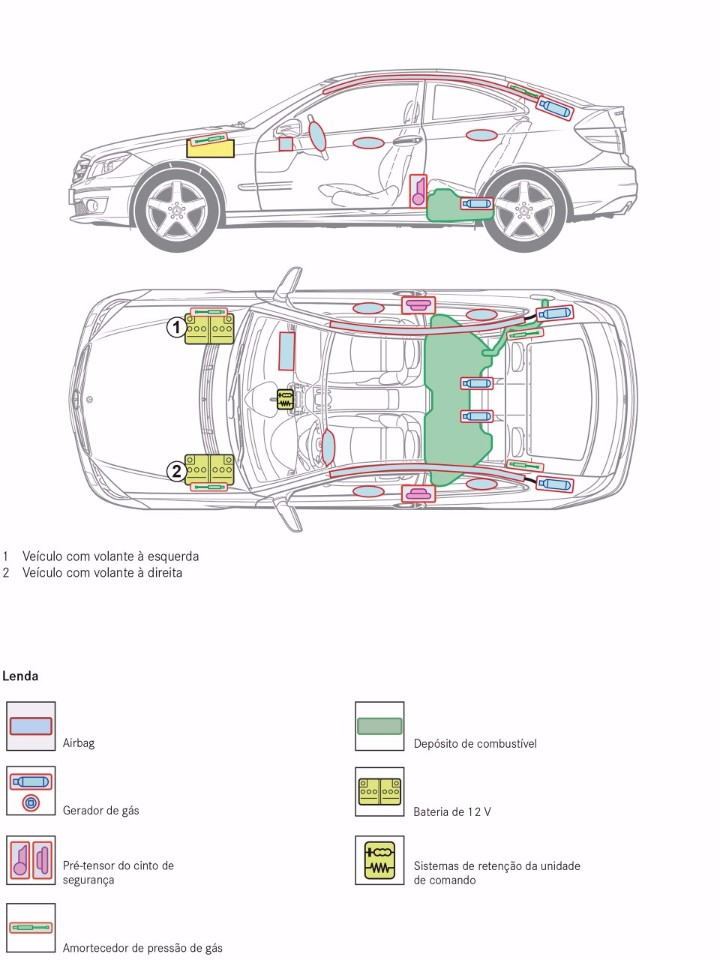 1
2
1 Veículo com volante à esquerda
2 Veículo com volante à direita
Lenda
Airbag
Depósito de combustível
Gerador de gás
Bateria de 12 V
Pré-tensor do cinto de
segurança
Sistemas de retenção da unidade
de comando
Amortecedor de pressão de gás